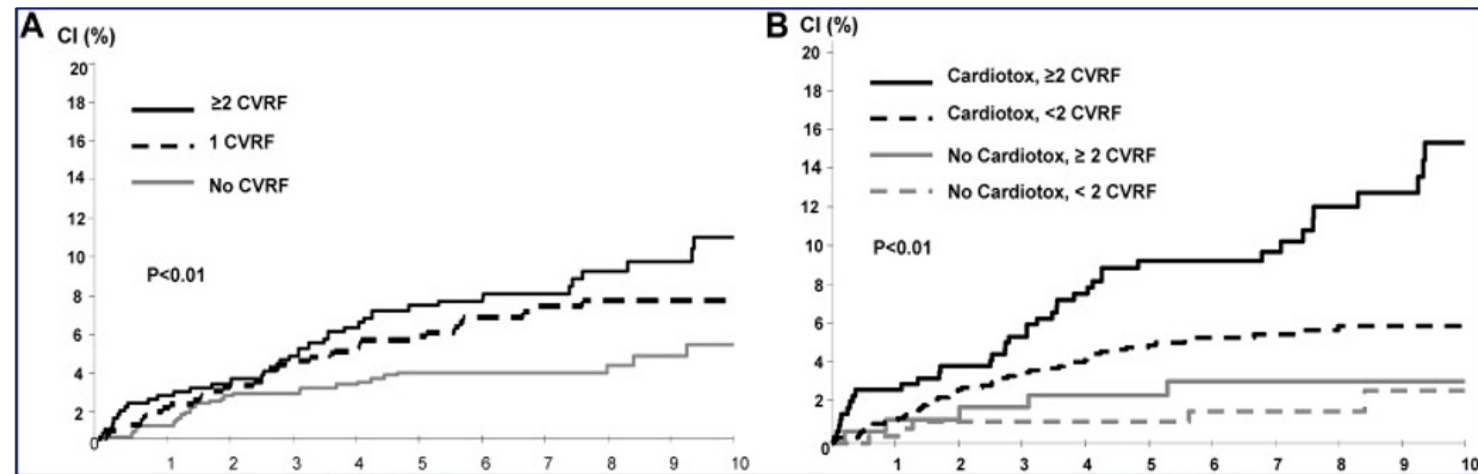 A CI (%)
20
18
16
14
12
10
8
6
4
2
0
≥2 CVRF
1 CVRF
No CVRF
P<0.01
1 2 3 4 5 6 7 8 9 10
B CI (%)
20
18
16
14
12
10
8
6
4
2
0
Cardiotox, ≥2 CVRF
Cardiotox, <2 CVRF
No Cardiotox, ≥ 2 CVRF
No Cardiotox, < 2 CVRF
P<0.01
1 2 3 4 5 6 7 8 9 10